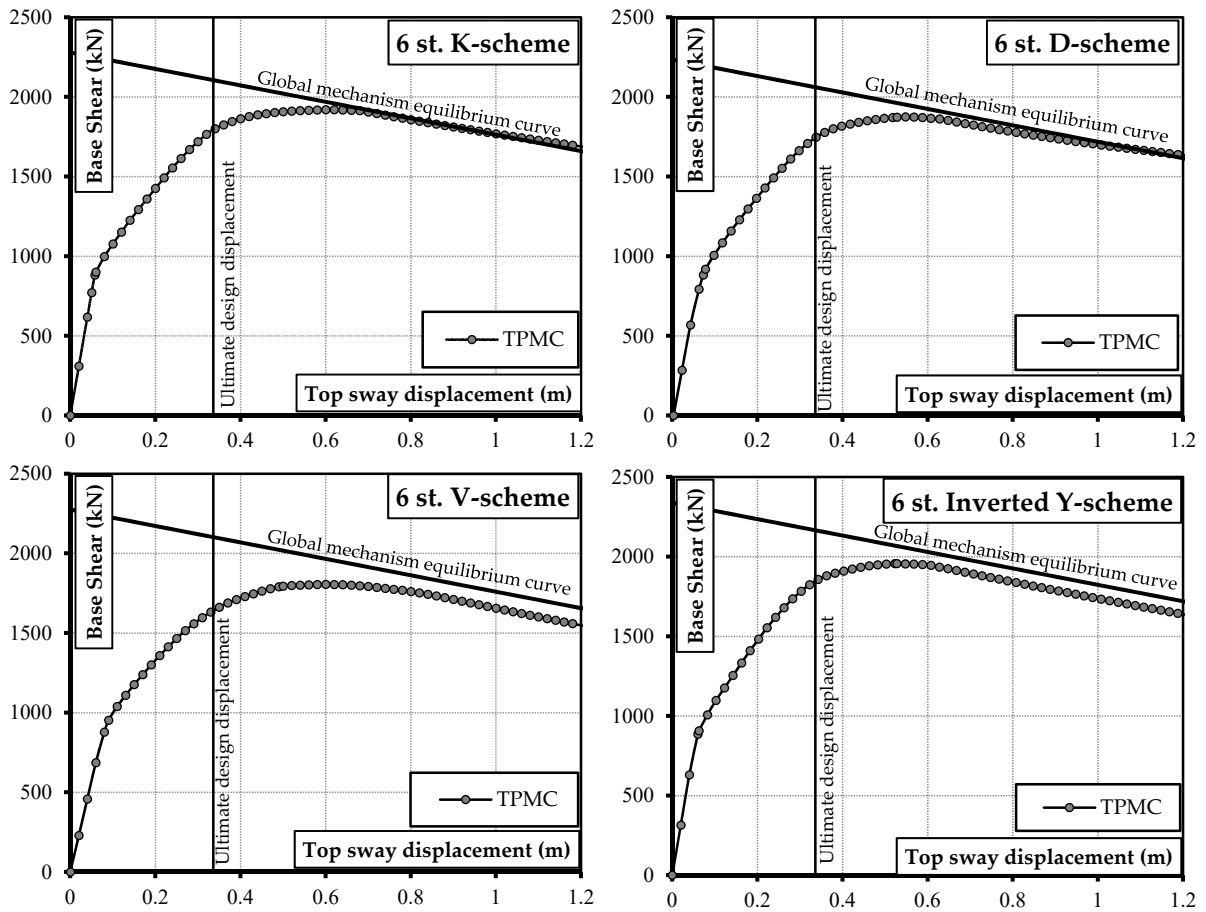 2500
2000
1500
1000
500
0
Base Shear (kN)
6 st. K-scheme
Global mechanism equilibrium curve
Ultimate design displacement
TPMC
Top sway displacement (m)
0 0.2 0.4 0.6 0.8 1 1.2
2500
2000
1500
1000
500
0
Base Shear (kN)
6 st. D-scheme
Global mechanism equilibrium curve
Ultimate design displacement
TPMC
Top sway displacement (m)
0 0.2 0.4 0.6 0.8 1 1.2
2500
2000
1500
1000
500
0
Base Shear (kN)
6 st. V-scheme
Global mechanism equilibrium curve
Ultimate design displacement
TPMC
Top sway displacement (m)
0 0.2 0.4 0.6 0.8 1 1.2
2500
2000
1500
1000
500
0
Base Shear (kN)
6 st. Inverted Y-scheme
Global mechanism equilibrium curve
Ultimate design displacement
TPMC
Top sway displacement (m)
0 0.2 0.4 0.6 0.8 1 1.2